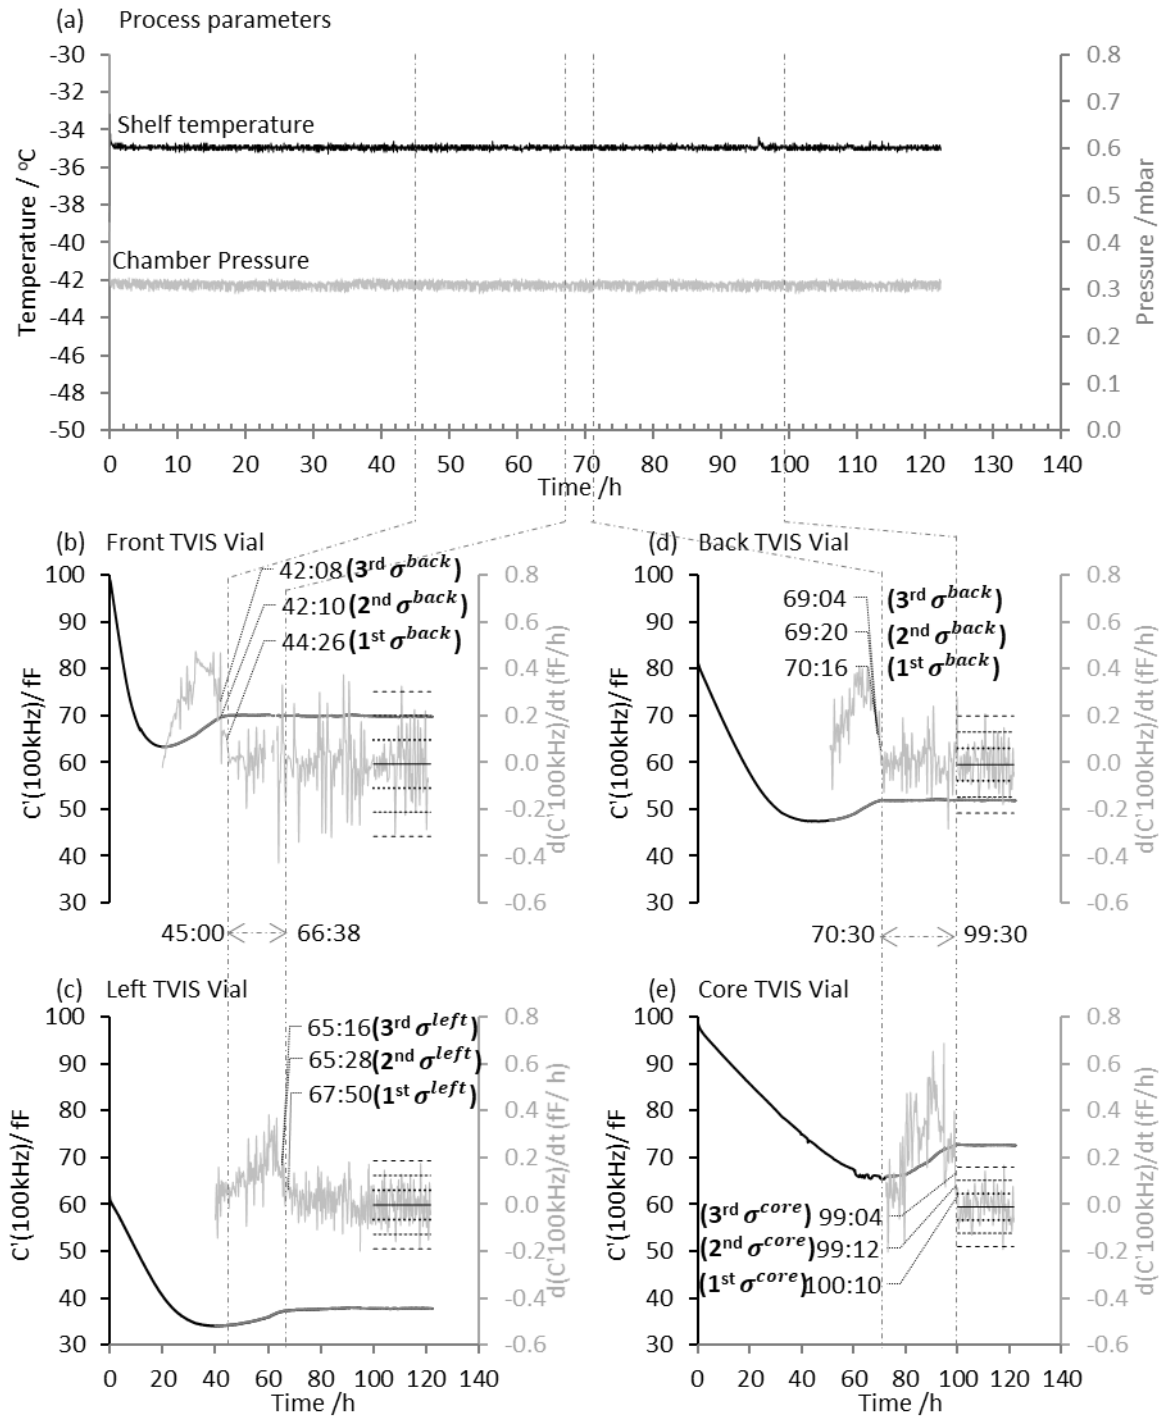 (a) Process parameters
-30 0.8
-32 0.7
-34 Shelf temperature
-36 0.6
-38 0.5
-40 0.4
Chamber Pressure
-42 0.3
-44 0.2
-46
-48 0.1
-50 0.0
Temperature / °C
Pressure /mbar
0 10 20 30 40 50 60 70 80 90 100 110 120 130 140
Time /h
(b) Front TVIS Vial
100 90 80 70 60 50 40 30
C'(100kHz)/ fF
42:08 (3rd σback)
42:10 (2nd σback)
44:26 (1st σback)
0.8 0.6 0.4 0.2 0.0 -0.2 -0.4 -0.6
d(C'100kHz)/dt (fF/h)
45:00 66:38
(d) Back TVIS Vial
100 90 80 70 60 50 40 30
C'(100kHz)/ fF
69:04 (3rd σback)
69:20 (2nd σback)
70:16 (1st σback)
0.8 0.6 0.4 0.2 0.0 -0.2 -0.4 -0.6
d(C'100kHz)/dt (fF/h)
70:30 99:30
(c) Left TVIS Vial
100 90 80 70 60 50 40 30
C'(100kHz)/ fF
65:16 (3rd σleft)
65:28 (2nd σleft)
67:50 (1st σleft)
0.8 0.6 0.4 0.2 0.0 -0.2 -0.4 -0.6
d(C'100kHz)/dt (fF/ h)
0 20 40 60 80 100 120 140
Time /h
(e) Core TVIS Vial
100 90 80 70 60 50 40 30
C'(100kHz)/ fF
(3rd σcore) 99:04
(2nd σcore) 99:12
(1st σcore) 100:10
0.8 0.6 0.4 0.2 0.0 -0.2 -0.4 -0.6
d(C'100kHz)/dt (fF/h)
0 20 40 60 80 100 120 140
Time /h